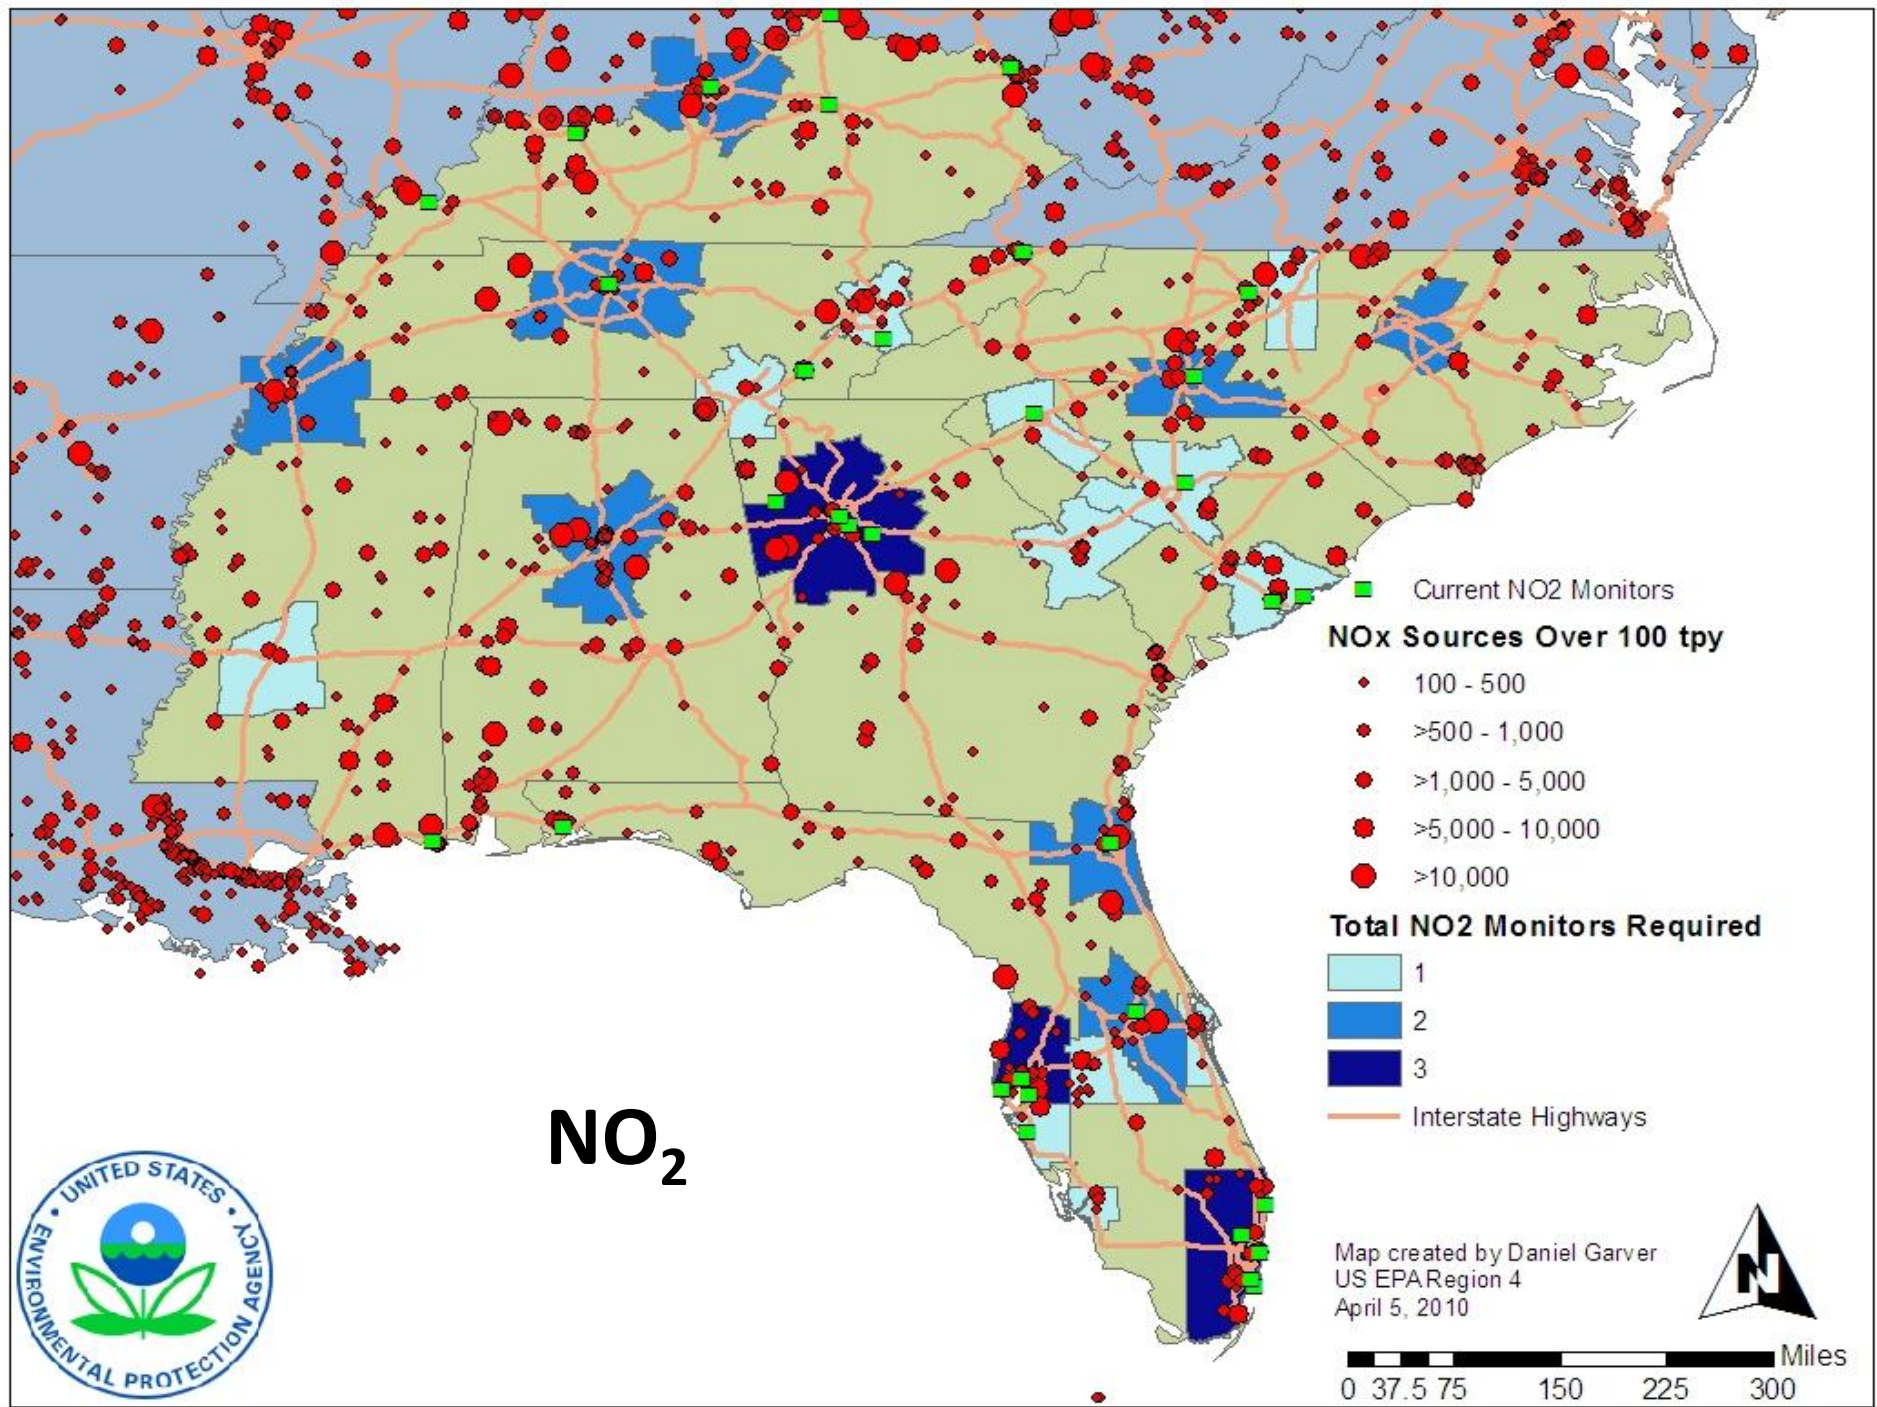 Current NO2 Monitors
NOx Sources Over 100 tpy
100 - 500
>500 - 1,000
>1,000 - 5,000
>5,000 - 10,000
>10,000
Total NO2 Monitors Required
1
2
3
Interstate Highways
NO₂
UNITED STATES • ENVIRONMENTAL PROTECTION AGENCY •
Map created by Daniel Garver
US EPA Region 4
April 5, 2010
N
Miles
0 37.5 75 150 225 300